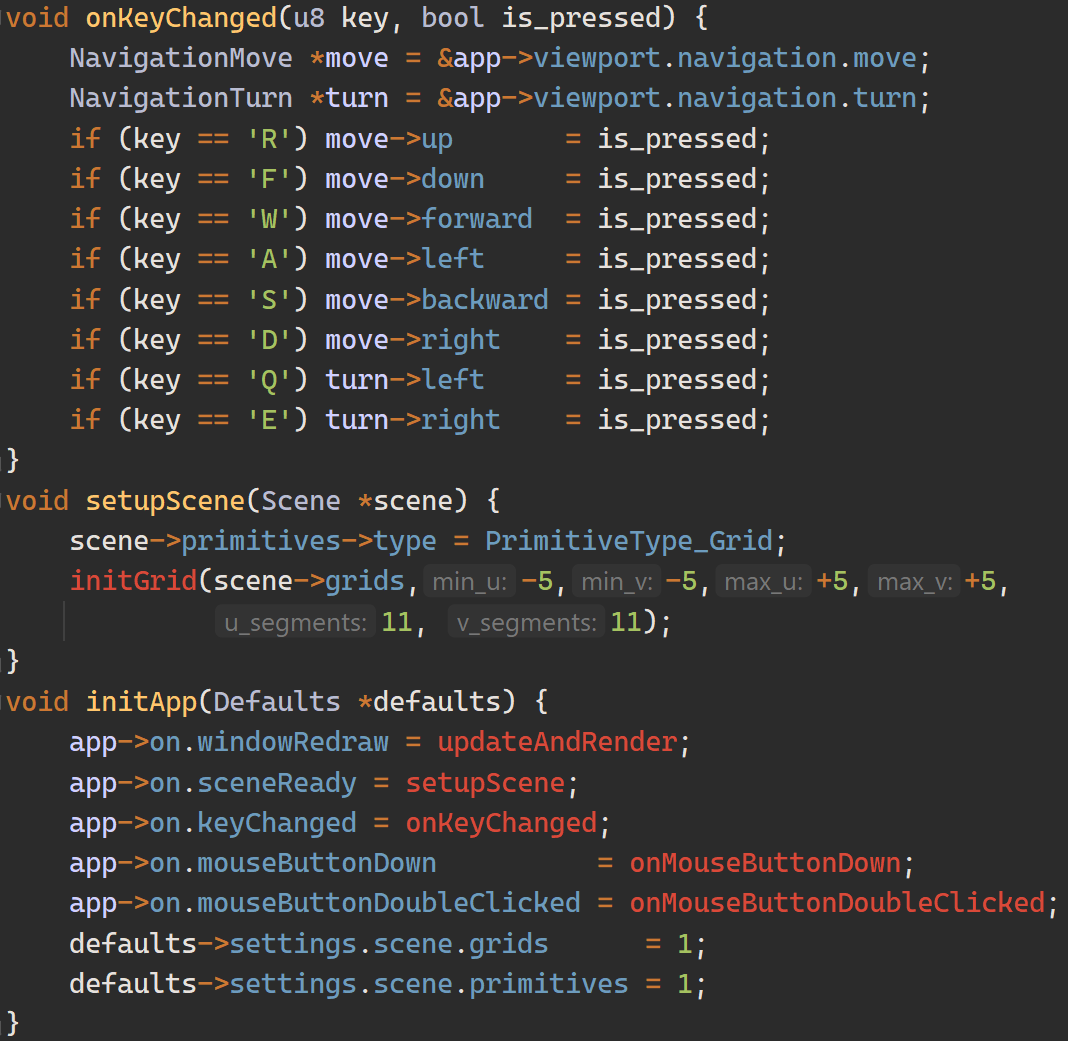 void onKeyChanged(u8 key, bool is_pressed) {
    NavigationMove *move = &app->viewport.navigation.move;
    NavigationTurn *turn = &app->viewport.navigation.turn;
    if (key == 'R') move->up       = is_pressed;
    if (key == 'F') move->down     = is_pressed;
    if (key == 'W') move->forward  = is_pressed;
    if (key == 'A') move->left     = is_pressed;
    if (key == 'S') move->backward = is_pressed;
    if (key == 'D') move->right    = is_pressed;
    if (key == 'Q') turn->left     = is_pressed;
    if (key == 'E') turn->right    = is_pressed;
}
void setupScene(Scene *scene) {
    scene->primitives->type = PrimitiveType_Grid;
    initGrid(scene->grids, min_u: -5, min_v: -5, max_u: +5, max_v: +5,
             u_segments: 11, v_segments: 11);
}
void initApp(Defaults *defaults) {
    app->on.windowRedraw = updateAndRender;
    app->on.sceneReady = setupScene;
    app->on.keyChanged = onKeyChanged;
    app->on.mouseButtonDown          = onMouseButtonDown;
    app->on.mouseButtonDoubleClicked = onMouseButtonDoubleClicked;
    defaults->settings.scene.grids      = 1;
    defaults->settings.scene.primitives = 1;
}